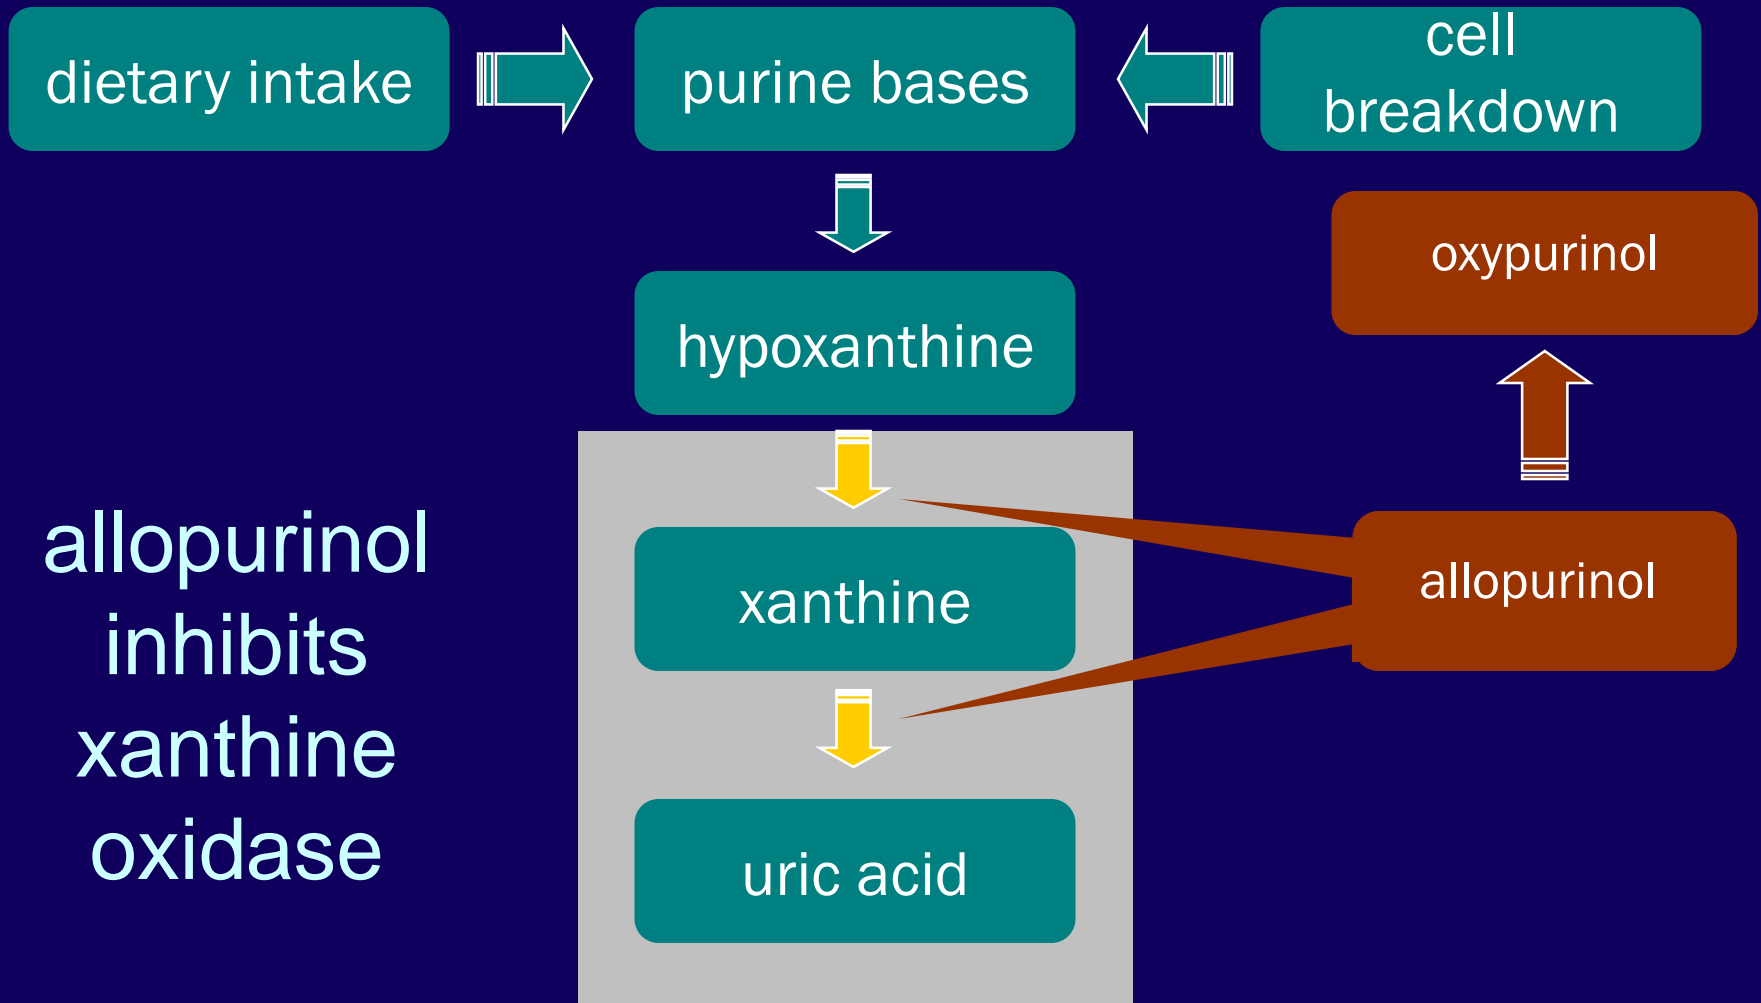 dietary intake
purine bases
cell
breakdown
oxypurinol
hypoxanthine
allopurinol
inhibits
xanthine
oxidase
xanthine
allopurinol
uric acid